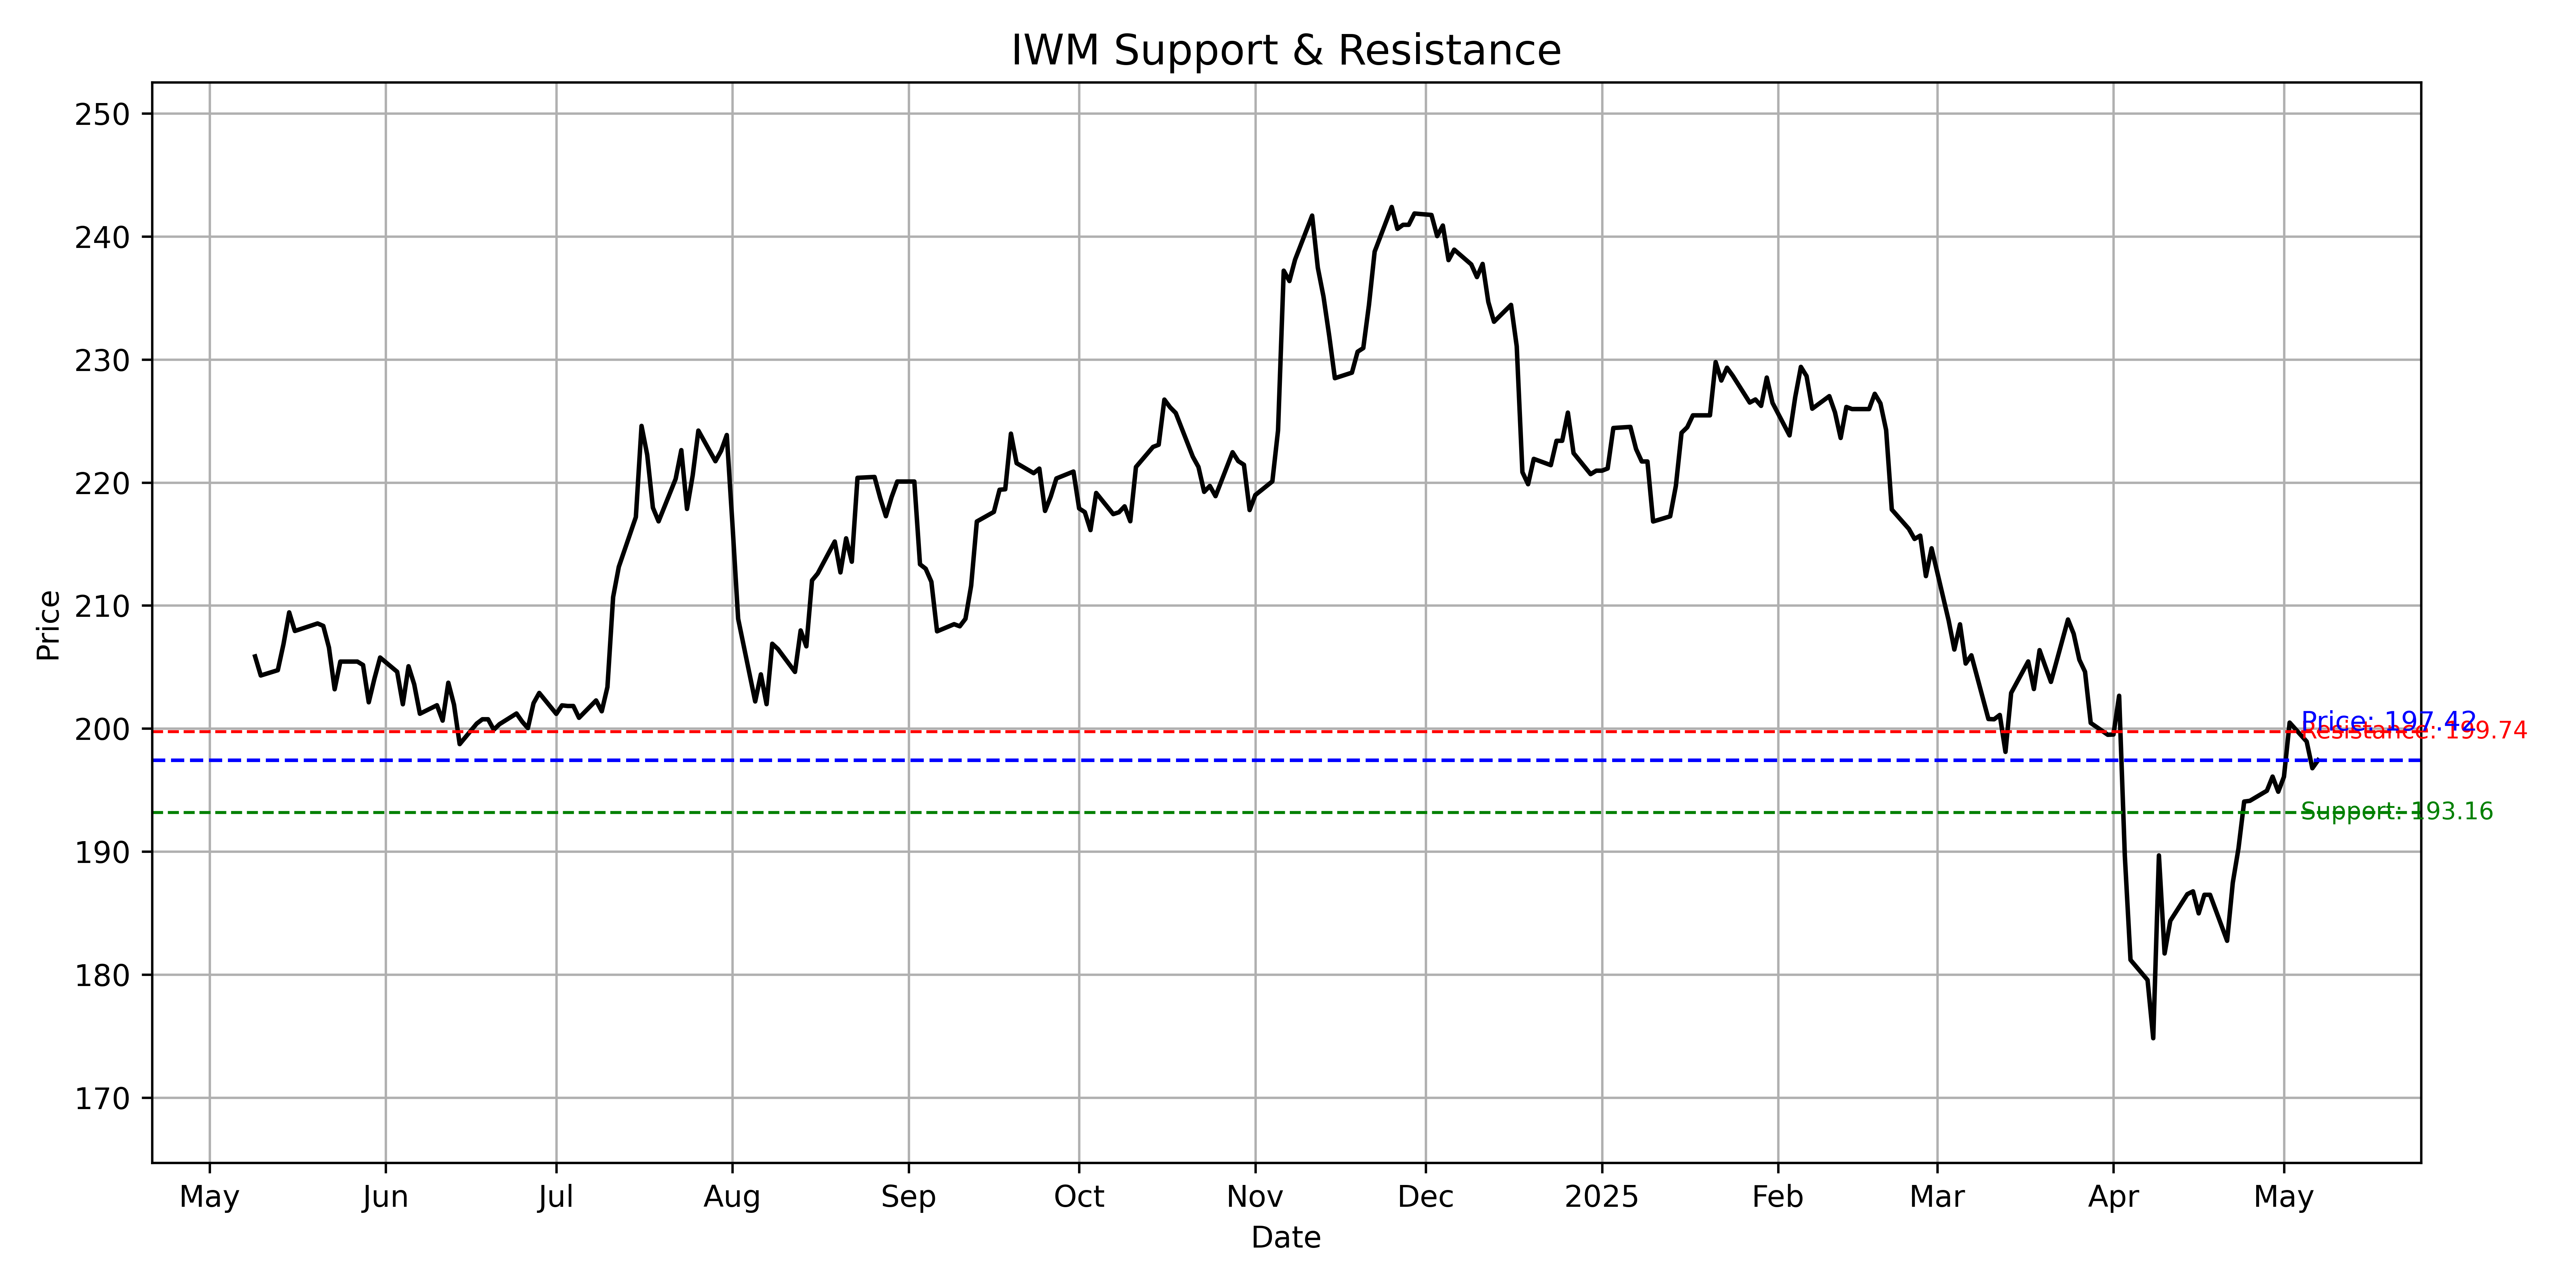 IWM Support & Resistance
250
240
230
220
210
200
190
180
170
Price
Price: 197.42
Resistance: 199.74
Support: 193.16
May Jun Jul Aug Sep Oct Nov Dec 2025 Feb Mar Apr May
Date